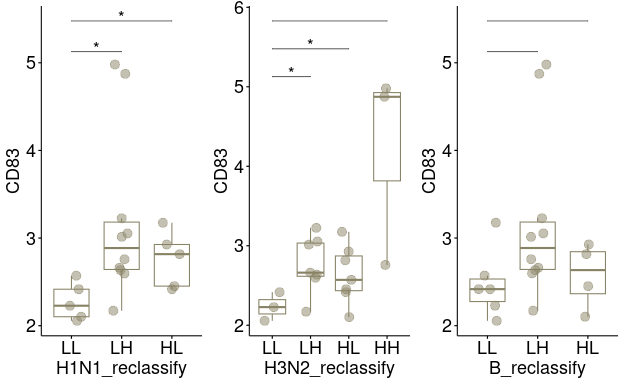 *
*
5
4
3
2
CD83
LL LH HL
H1N1_reclassify
*
*
6
5
4
3
2
CD83
LL LH HL HH
H3N2_reclassify
5
4
3
2
CD83
LL LH HL
B_reclassify